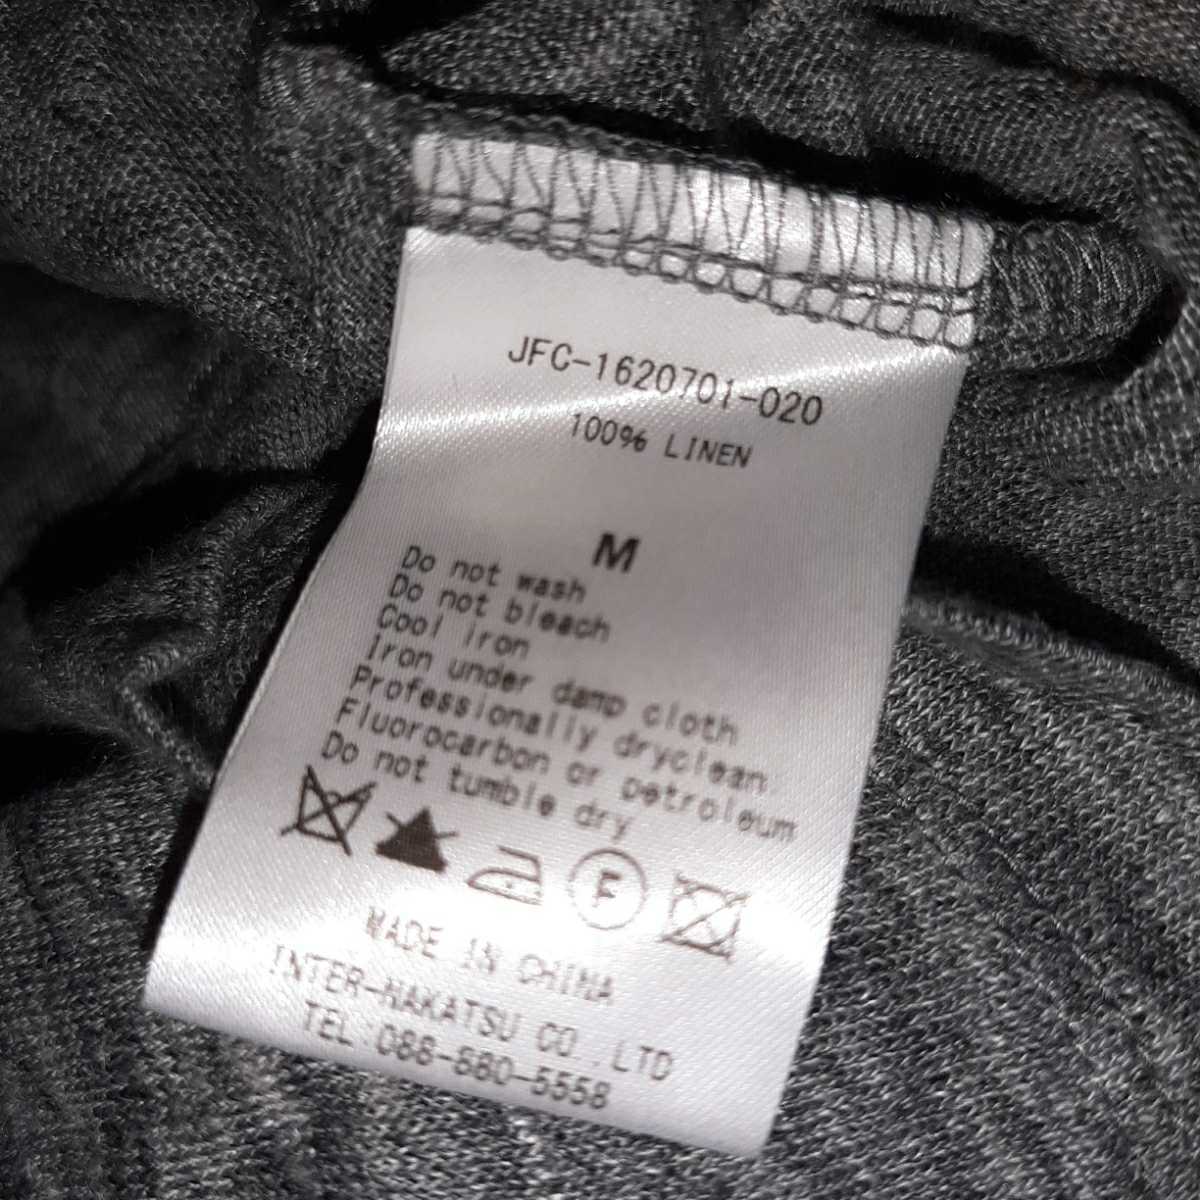 JFC-1620701-020
100% LINEN
M
Do not wash
Do not bleach
Cool iron
Iron under damp cloth
Professionally dryclean
Fluorocarbon or petroleum
Do not tumble dry
F
MADE IN CHINA
INTER-NAKATSU CO.,LTD
TEL:088-680-5558